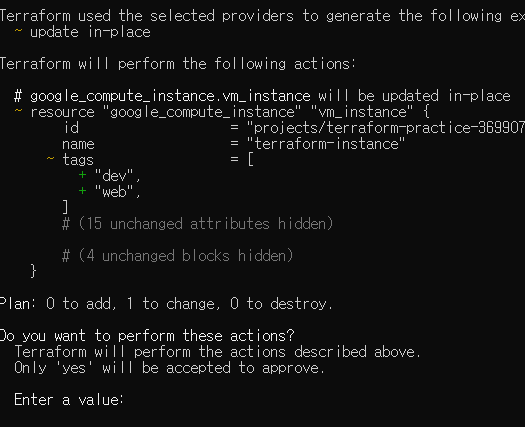 Terraform used the selected providers to generate the following ex
~ update in-place
Terraform will perform the following actions:
# google_compute_instance.vm_instance will be updated in-place
~ resource "google_compute_instance" "vm_instance" {
id = "projects/terraform-practice-369907
name = "terraform-instance"
~ tags = [
+ "dev",
+ "web",
]
# (15 unchanged attributes hidden)
# (4 unchanged blocks hidden)
}
Plan: 0 to add, 1 to change, 0 to destroy.
Do you want to perform these actions?
Terraform will perform the actions described above.
Only 'yes' will be accepted to approve.
Enter a value: